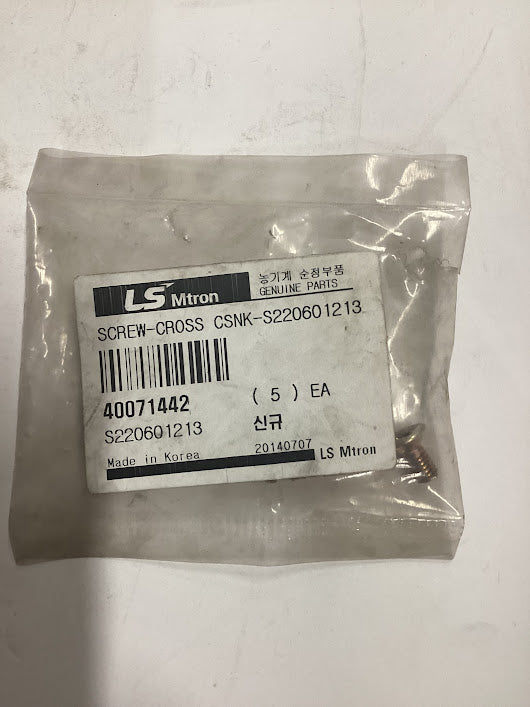 LS Mtron
농기계 순정부품
GENUINE PARTS
SCREW-CROSS CSNK-S220601213
40071442
( 5 ) EA
S220601213
신규
Made in Korea
20140707
LS Mtron